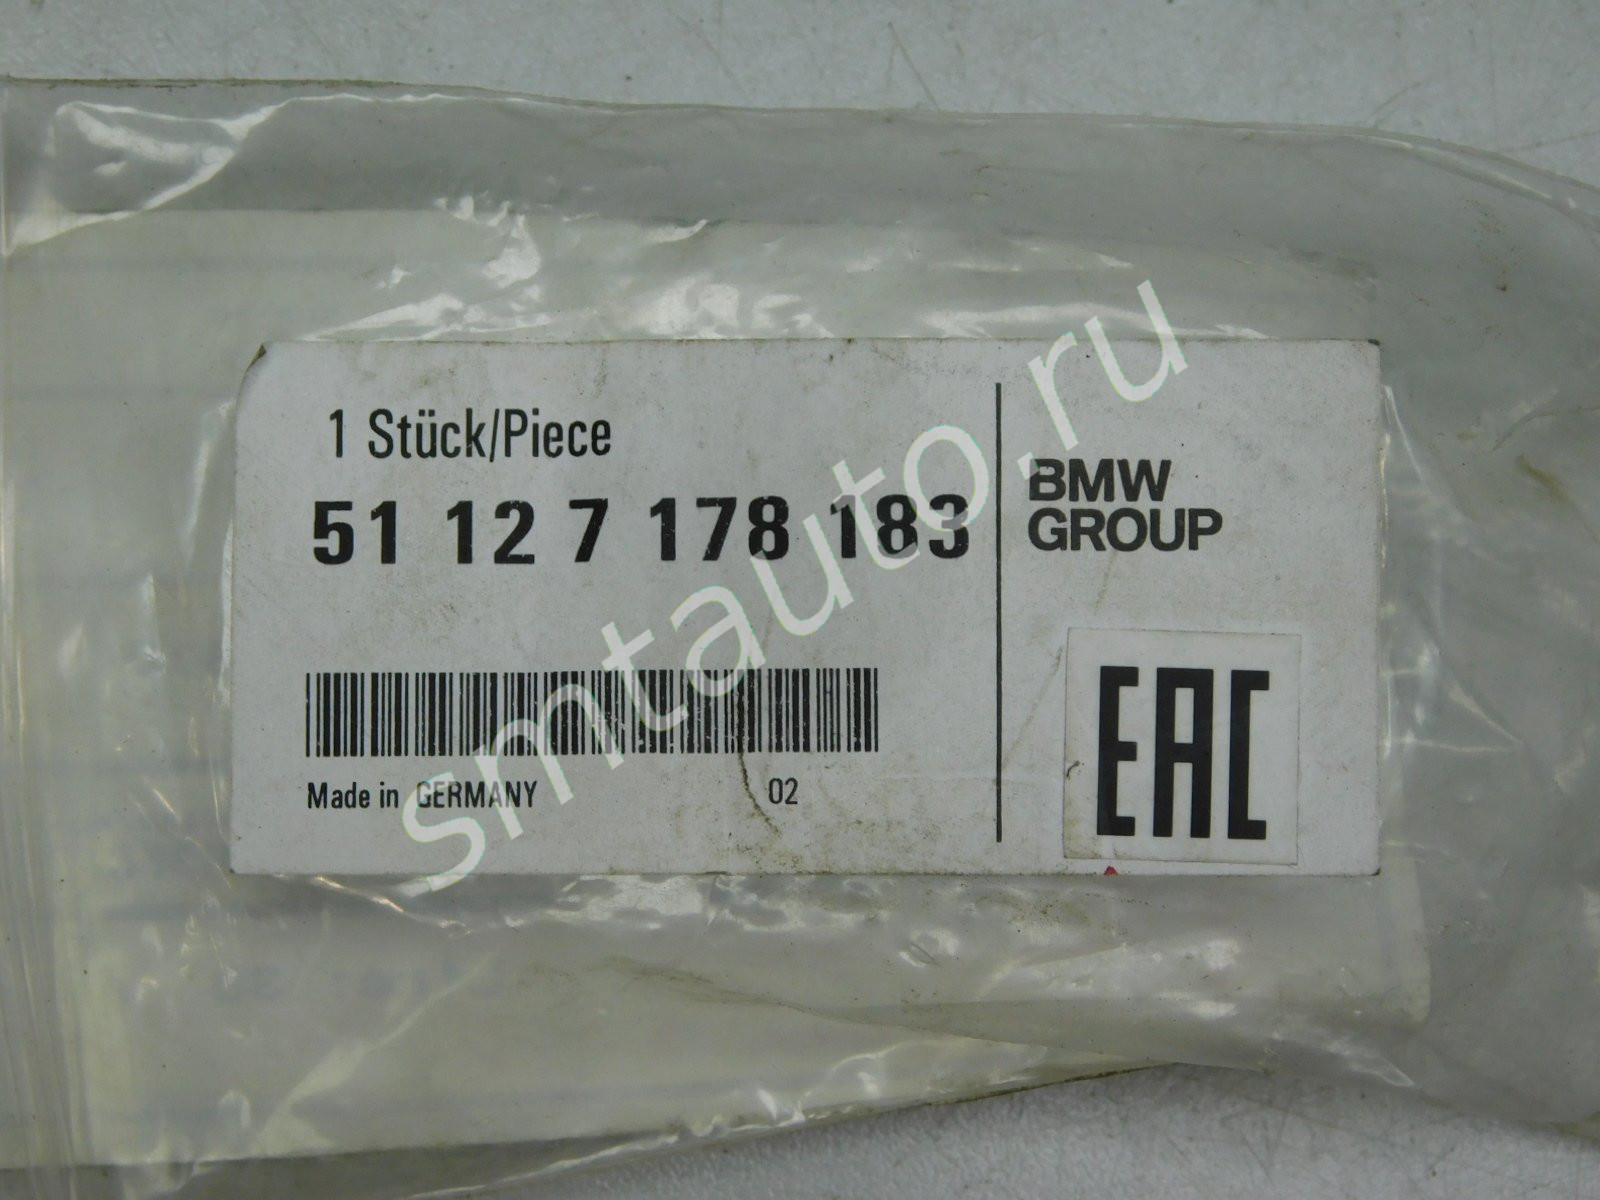 1 Stück/Piece
51 12 7 178 183
BMW
GROUP
Made in GERMANY
02
EAC
smtauto.ru